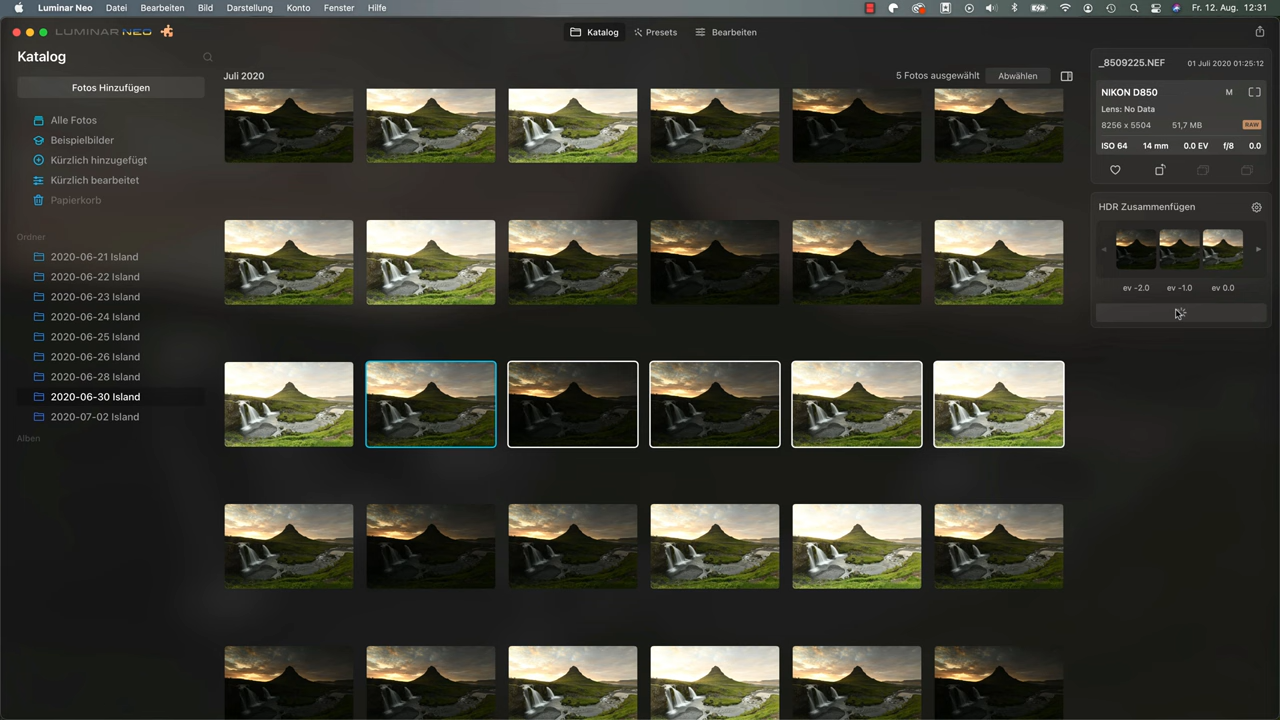 Luminar Neo Datei Bearbeiten Bild Darstellung Konto Fenster Hilfe Fr. 12. Aug. 12:31
LUMINAR NEO
Katalog Presets Bearbeiten
Katalog
Fotos Hinzufügen
Alle Fotos
Beispielbilder
Kürzlich hinzugefügt
Kürzlich bearbeitet
Papierkorb
Ordner
2020-06-21 Island
2020-06-22 Island
2020-06-23 Island
2020-06-24 Island
2020-06-25 Island
2020-06-26 Island
2020-06-28 Island
2020-06-30 Island
2020-07-02 Island
Alben
Juli 2020 5 Fotos ausgewählt Abwählen
_8509225.NEF 01 Juli 2020 01:25:12
NIKON D850 M
Lens: No Data
8256 x 5504 51,7 MB RAW
ISO 64 14 mm 0.0 EV f/8 0.0
HDR Zusammenfügen
ev -2.0 ev -1.0 ev 0.0